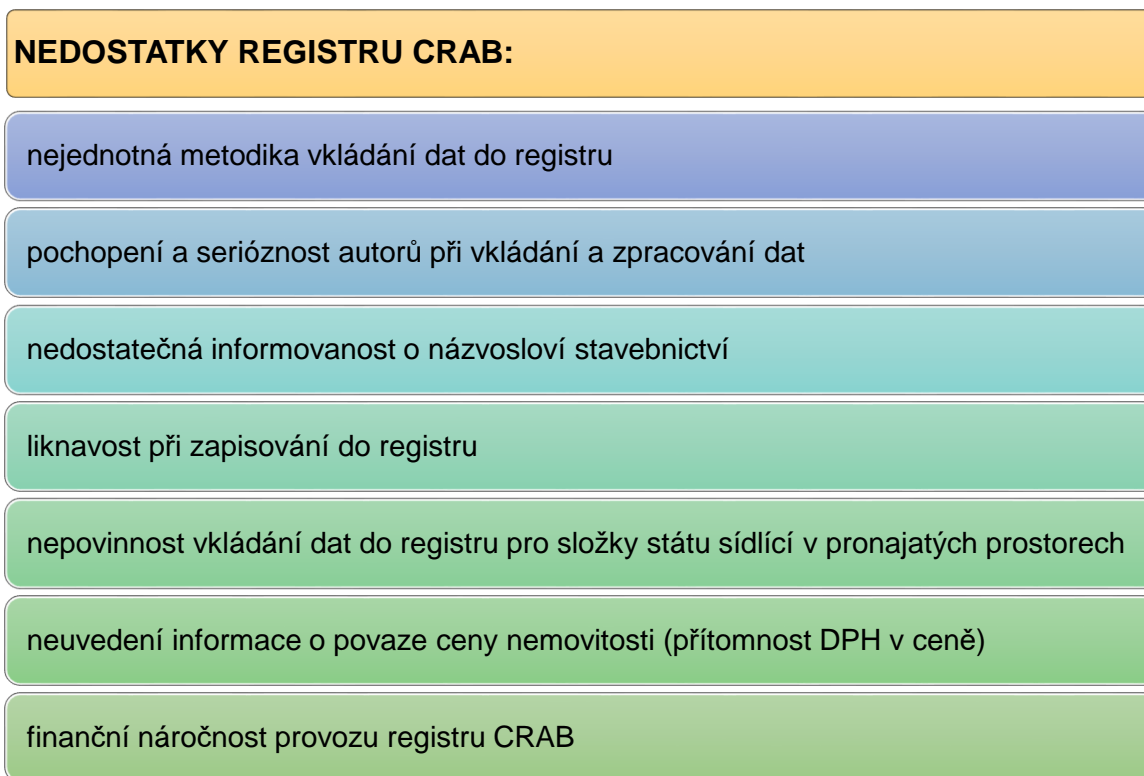 NEDOSTATKY REGISTRU CRAB:
nejednotná metodika vkládání dat do registru
pochopení a serióznost autorů při vkládání a zpracování dat
nedostatečná informovanost o názvosloví stavebnictví
liknavost při zapisování do registru
nepovinnost vkládání dat do registru pro složky státu sídlící v pronajatých prostorech
neuvedení informace o povaze ceny nemovitosti (přítomnost DPH v ceně)
finanční náročnost provozu registru CRAB